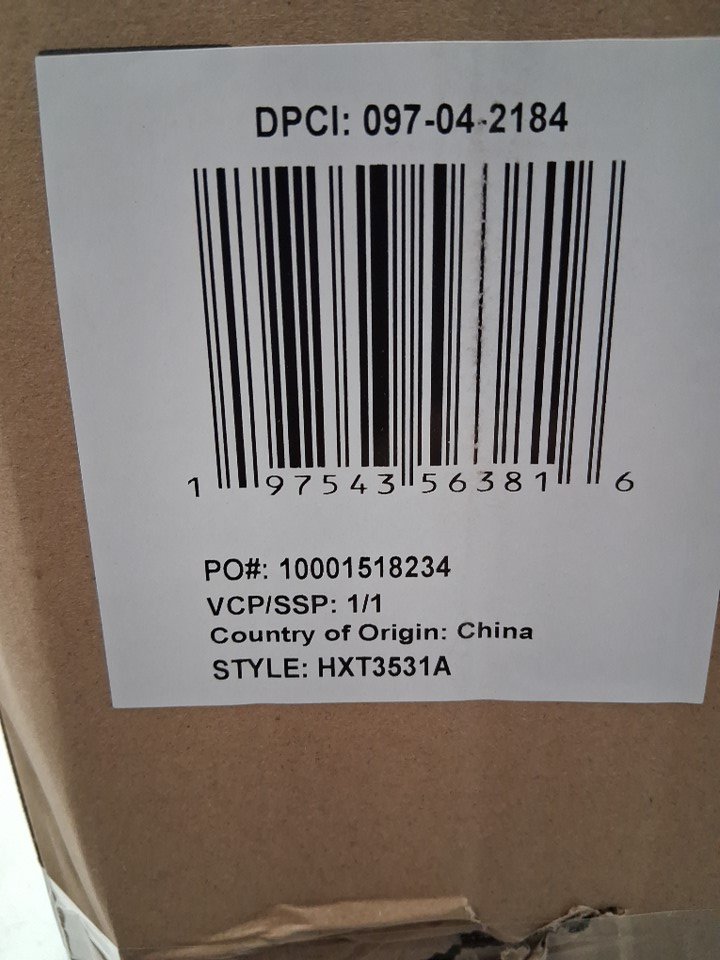 DPCI: 097-04-2184
1 97543 56381 6
PO#: 10001518234
VCP/SSP: 1/1
Country of Origin: China
STYLE: HXT3531A